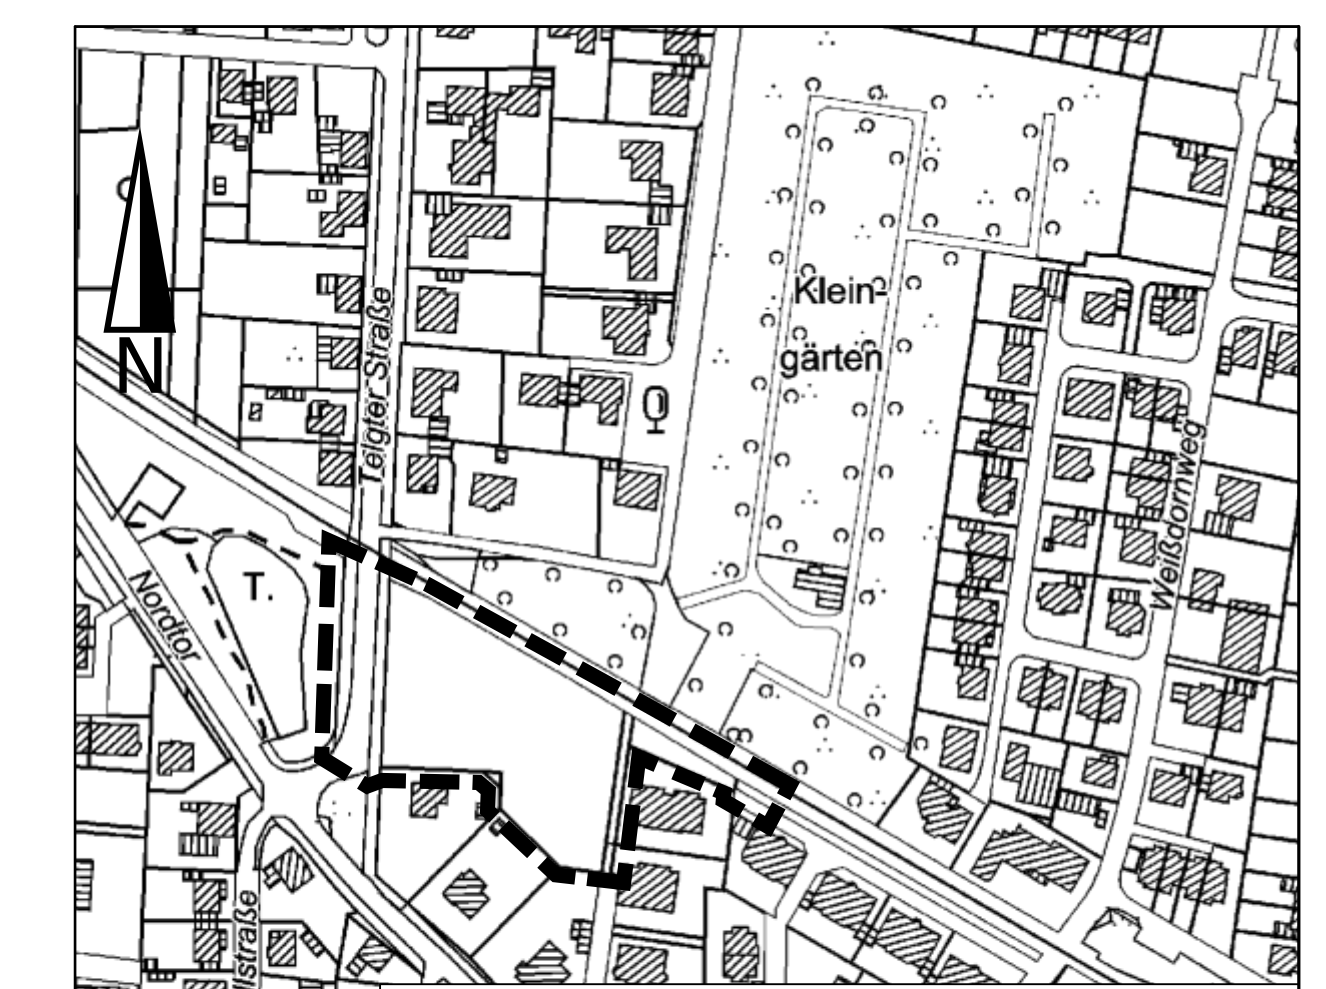 N
Telgter Straße
Klein-
gärten
Weißdornweg
T.
Nordtor